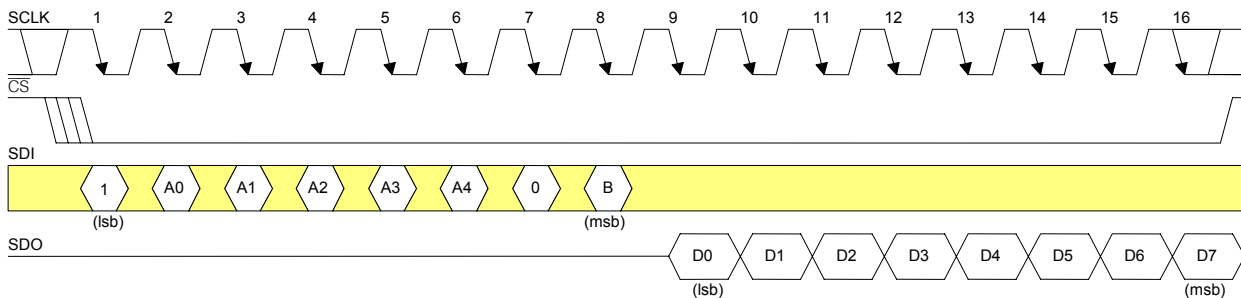 SCLK 1 2 3 4 5 6 7 8 9 10 11 12 13 14 15 16
CS
SDI
1 A0 A1 A2 A3 A4 0 B
(lsb) (msb)
SDO
D0 D1 D2 D3 D4 D5 D6 D7
(lsb) (msb)